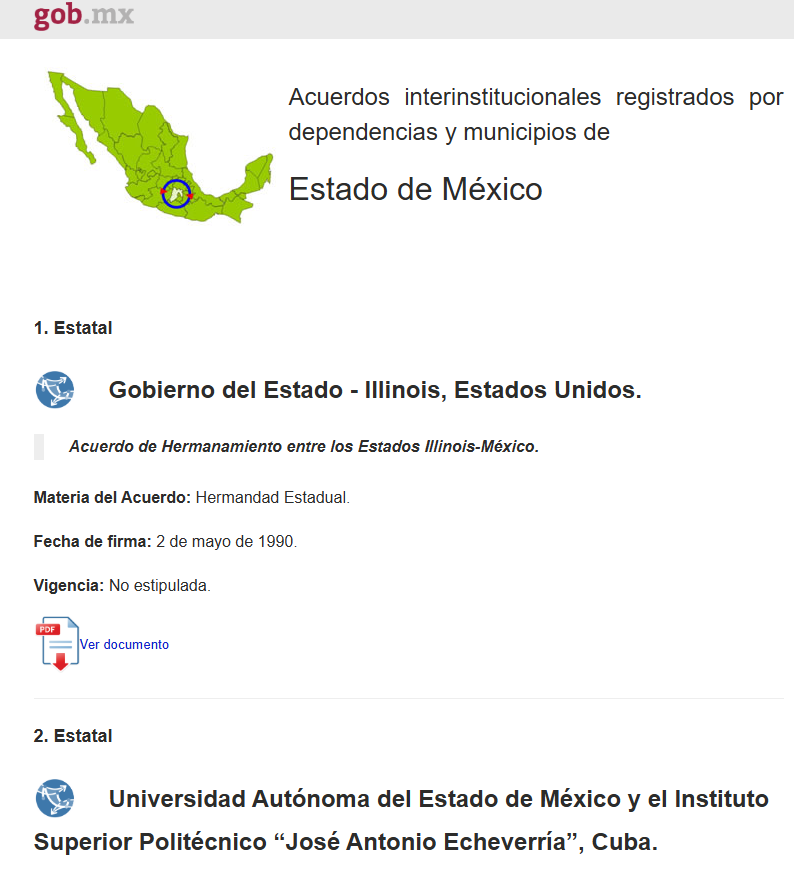 gob.mx
Acuerdos interinstitucionales registrados por
dependencias y municipios de
Estado de México
1. Estatal
Gobierno del Estado - Illinois, Estados Unidos.
Acuerdo de Hermanamiento entre los Estados Illinois-México.
Materia del Acuerdo: Hermandad Estadual.
Fecha de firma: 2 de mayo de 1990.
Vigencia: No estipulada.
PDF
Ver documento
2. Estatal
Universidad Autónoma del Estado de México y el Instituto
Superior Politécnico “José Antonio Echeverría”, Cuba.